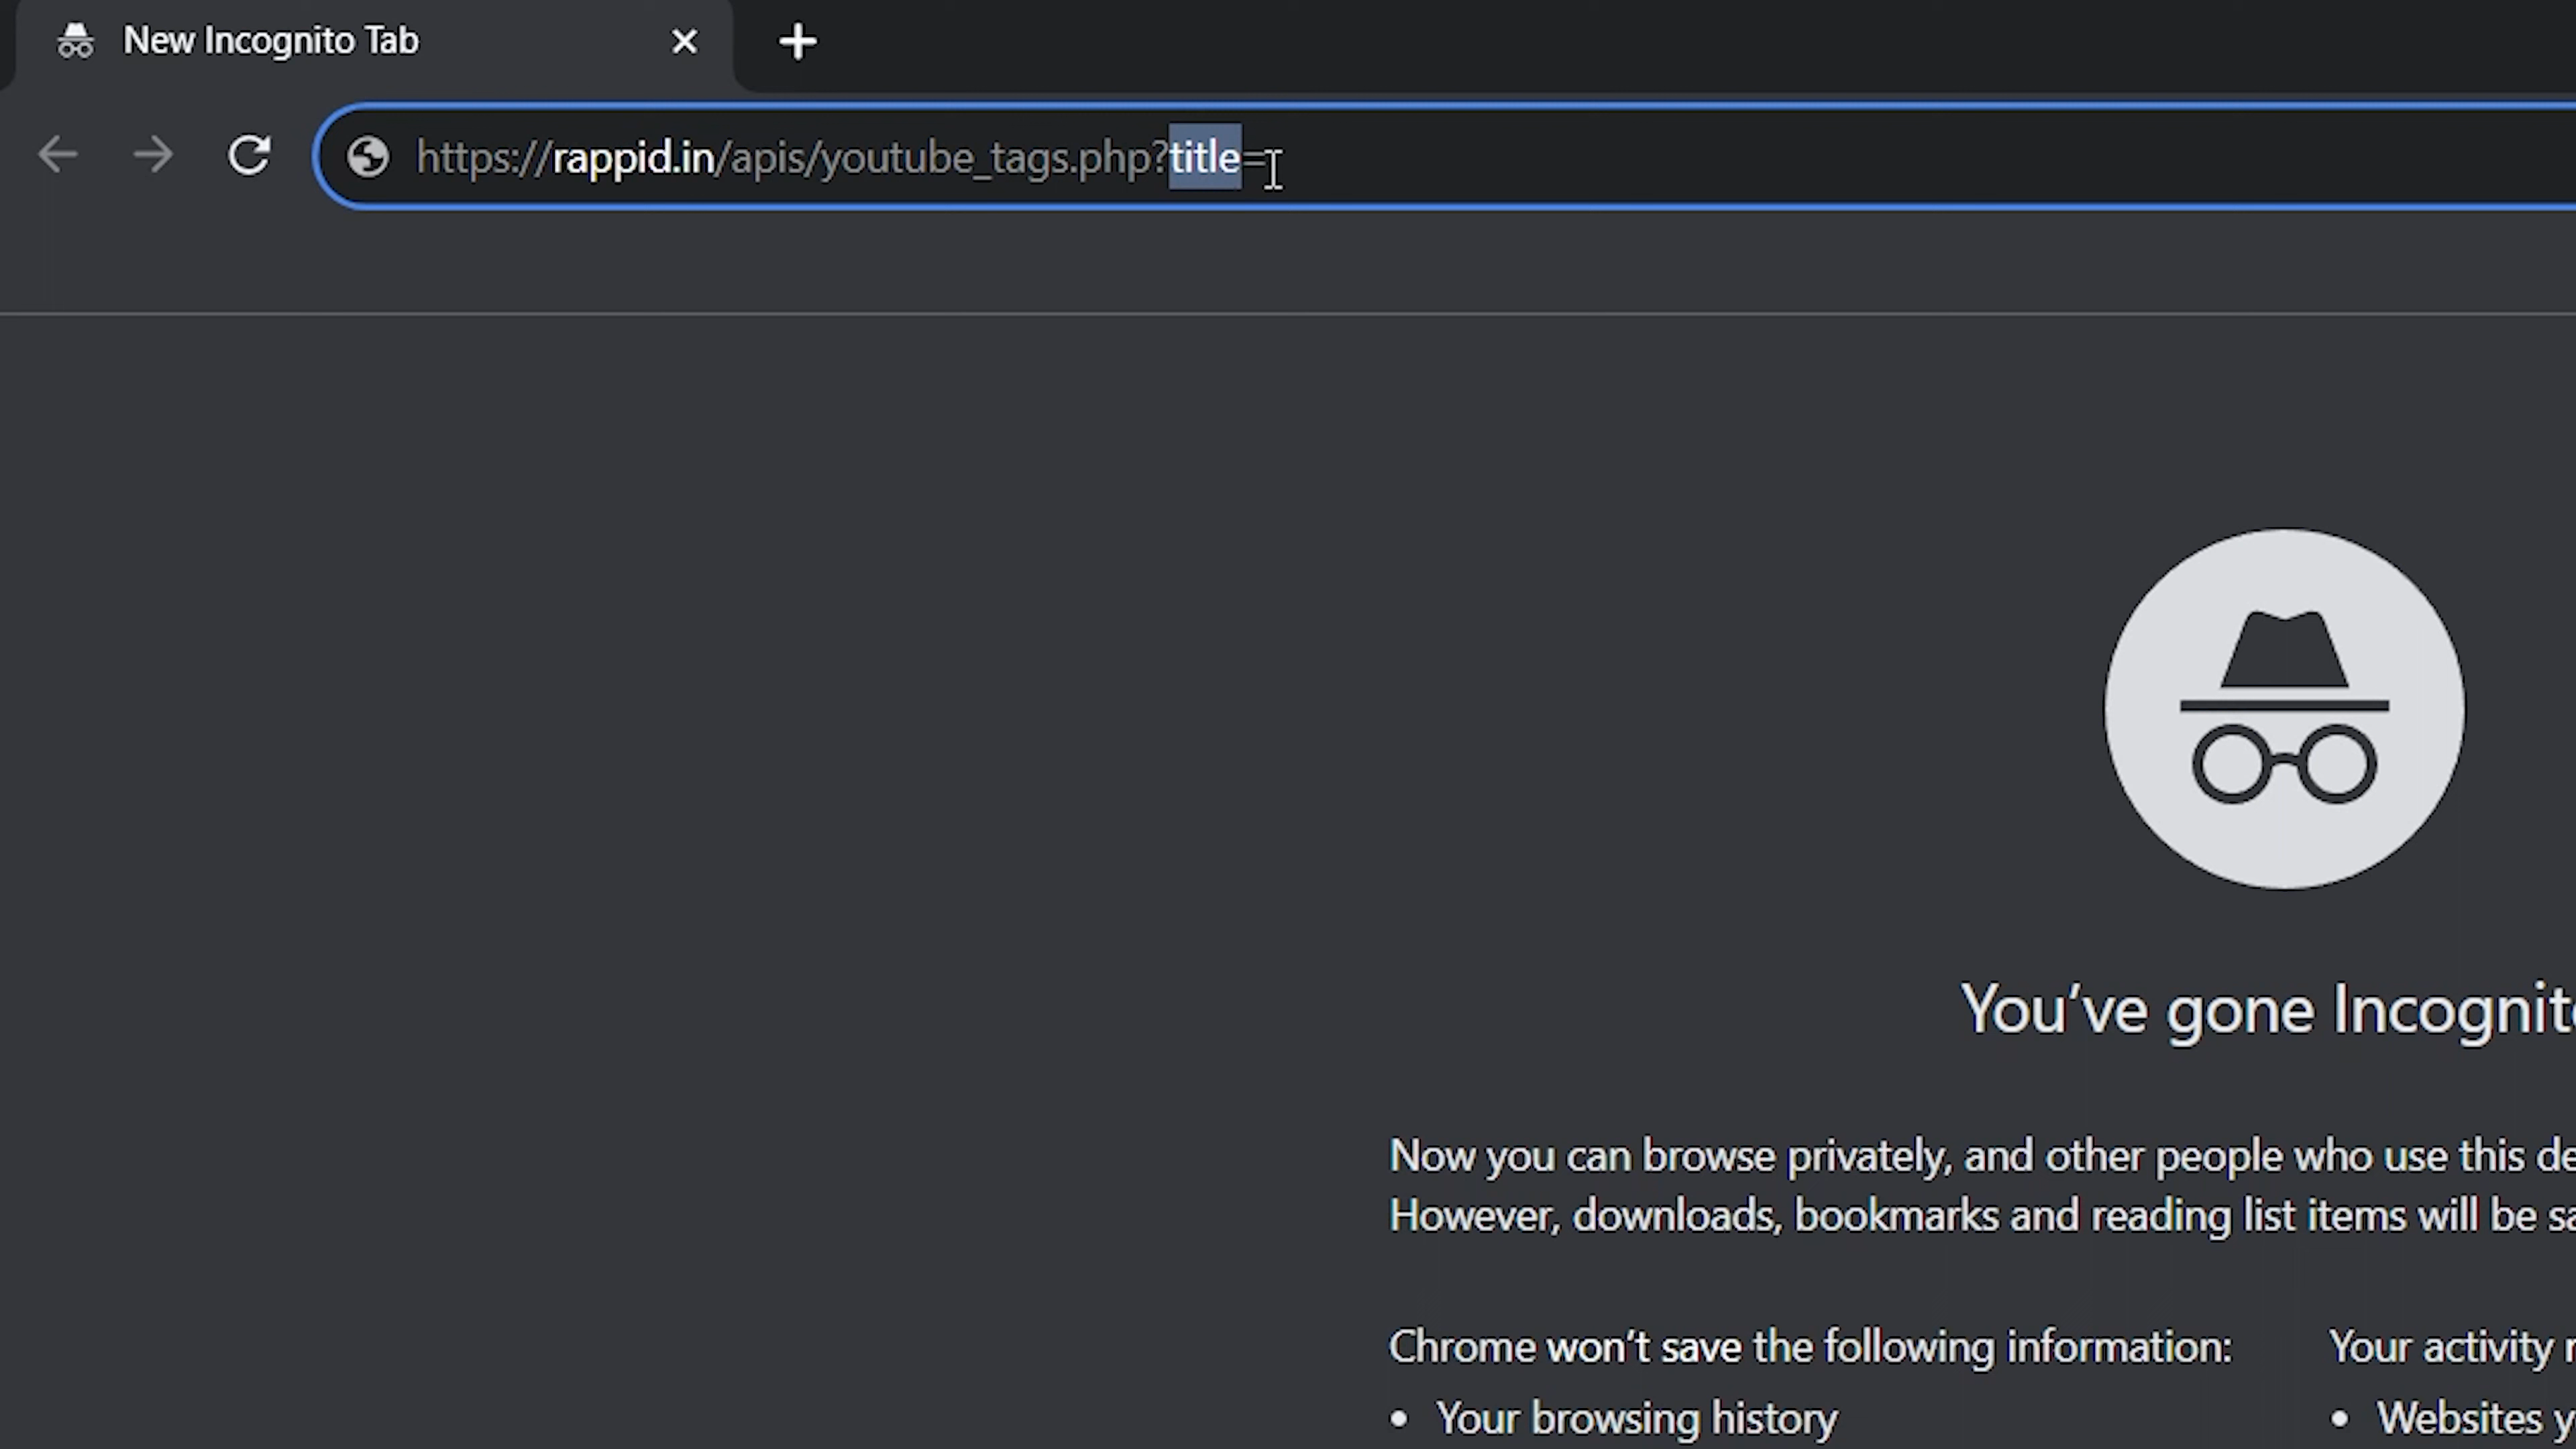 New Incognito Tab
https://rappid.in/apis/youtube_tags.php?title=
You've gone Incognito
Now you can browse privately, and other people who use this de
However, downloads, bookmarks and reading list items will be sa
Chrome won't save the following information:
Your activity
• Your browsing history
• Websites